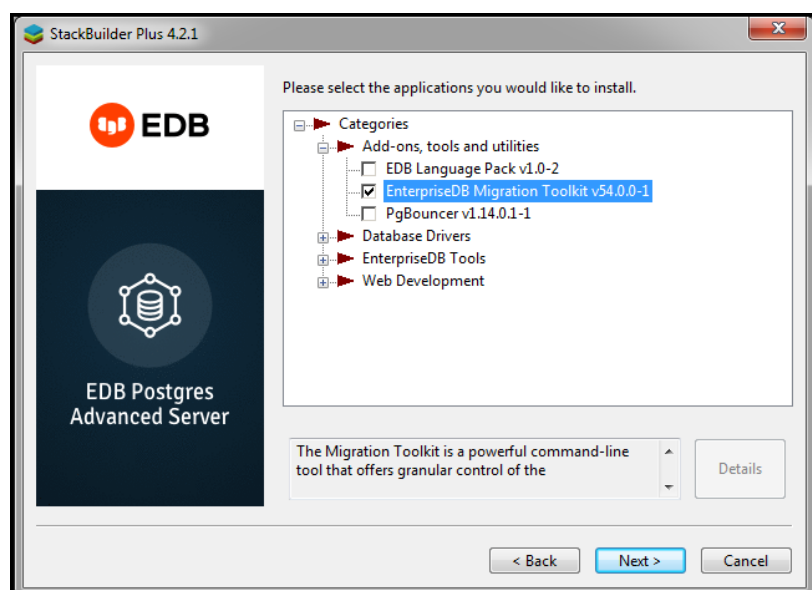 StackBuilder Plus 4.2.1
EDB
EDB Postgres
Advanced Server
Please select the applications you would like to install.
Categories
Add-ons, tools and utilities
EDB Language Pack v1.0-2
EnterpriseDB Migration Toolkit v54.0.0-1
PgBouncer v1.14.0.1-1
Database Drivers
EnterpriseDB Tools
Web Development
The Migration Toolkit is a powerful command-line
tool that offers granular control of the
Details
< Back
Next >
Cancel